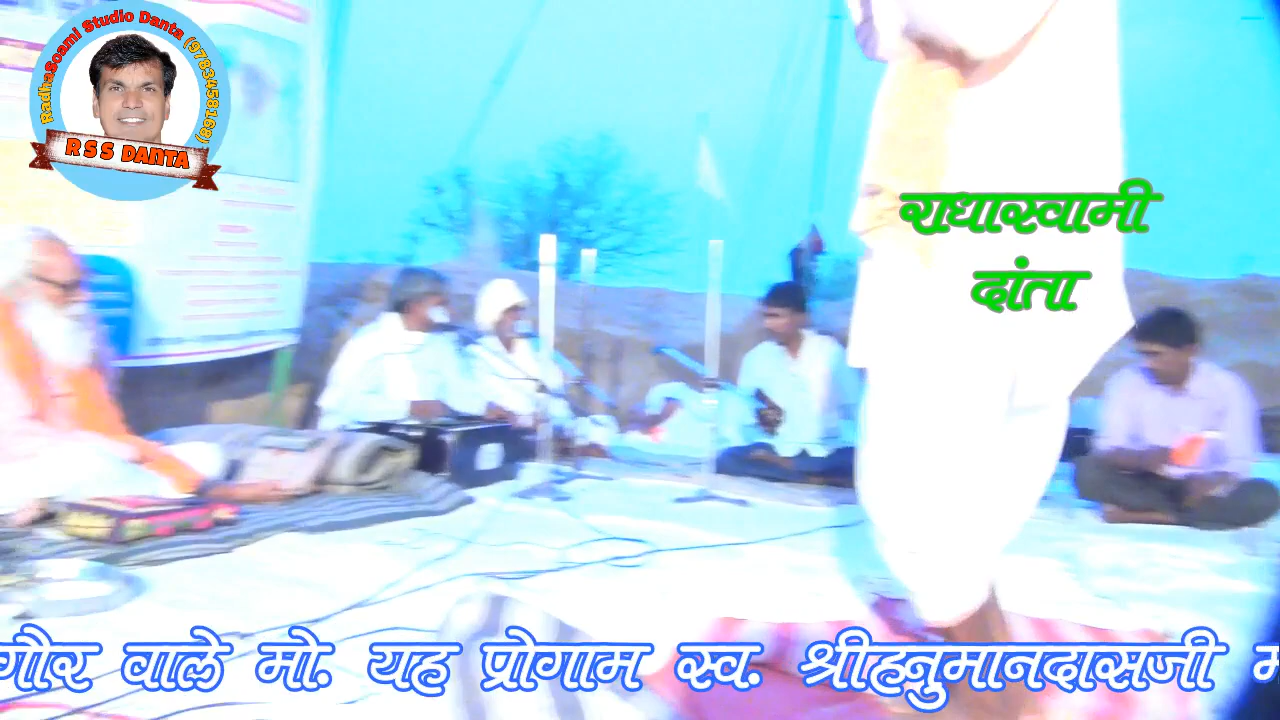 RadhaSoami Studio Danta (9783458168)
R S S DANTA
राधास्वामी
दांता
गौर वाले मो. यह प्रोगाम स्व. श्रीहनुमानदासजी